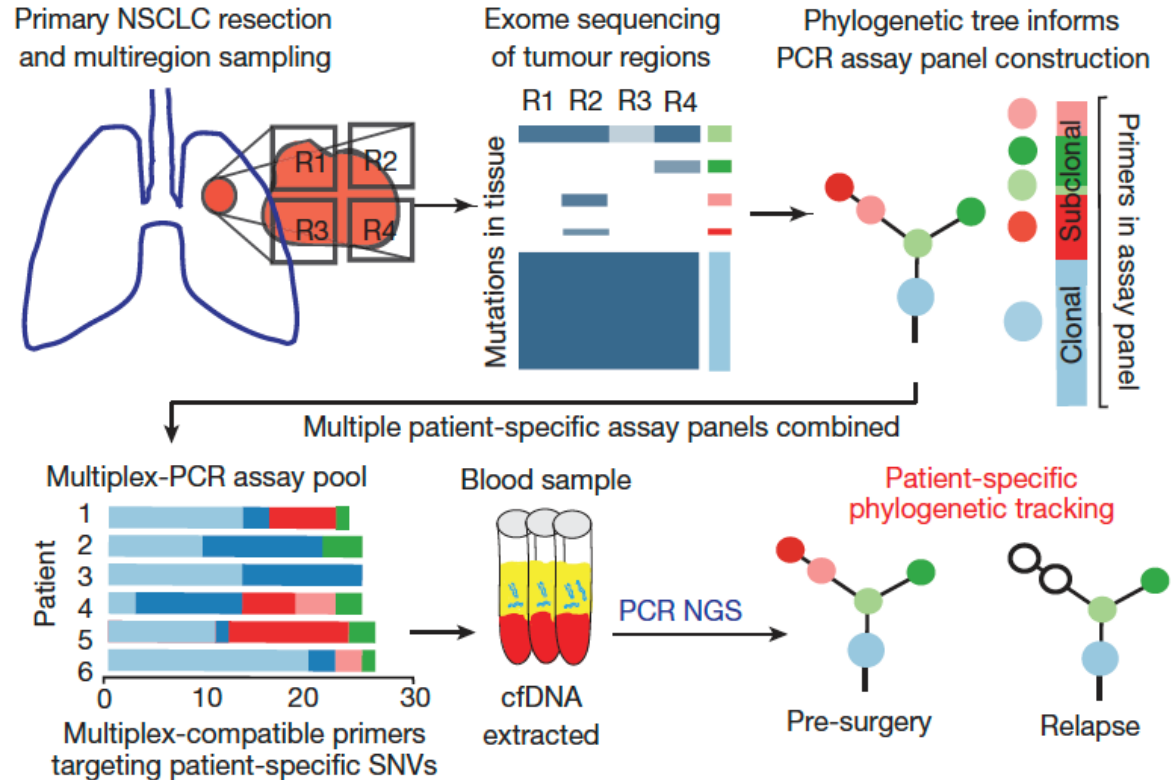 Primary NSCLC resection
and multiregion sampling
R1
R2
R3
R4
Exome sequencing
of tumour regions
R1 R2 R3 R4
Mutations in tissue
Phylogenetic tree informs
PCR assay panel construction
Subclonal
Clonal
Primers in assay panel
Multiple patient-specific assay panels combined
Multiplex-PCR assay pool
Patient
1
2
3
4
5
6
0 10 20 30
Multiplex-compatible primers
targeting patient-specific SNVs
Blood sample
cfDNA
extracted
PCR NGS
Patient-specific
phylogenetic tracking
Pre-surgery
Relapse